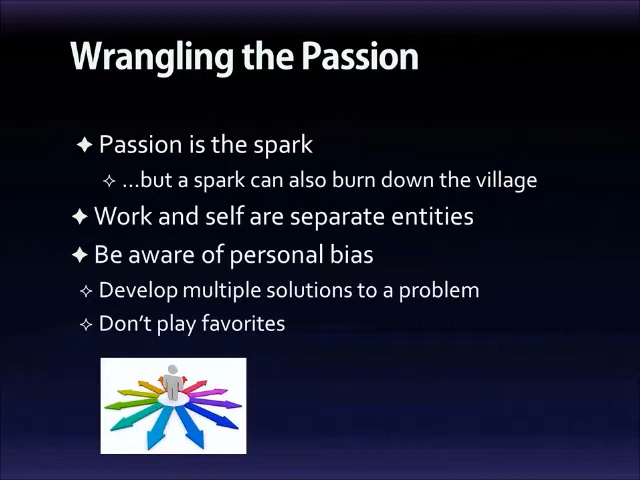 Wrangling the Passion
Passion is the spark
...but a spark can also burn down the village
Work and self are separate entities
Be aware of personal bias
Develop multiple solutions to a problem
Don't play favorites